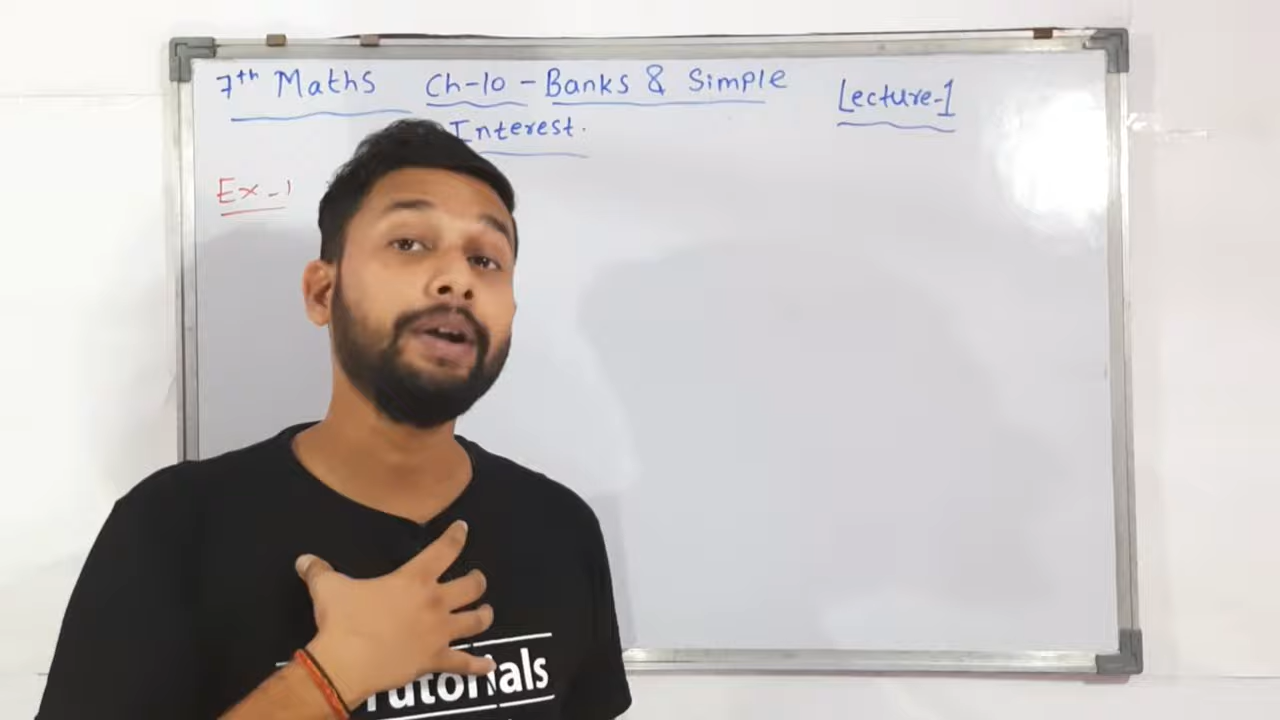 7th Maths Ch-10 - Banks & Simple
Interest.
Lecture-1
Ex-1
Tutorials